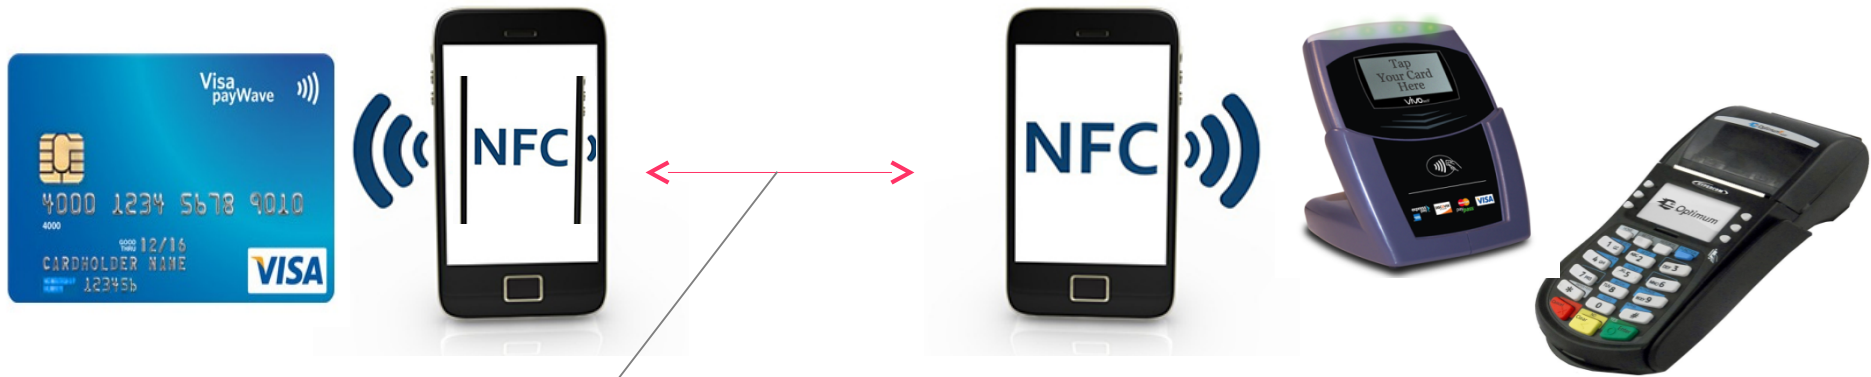 Visa
payWave
4000 1234 5678 9010
4000
GOOD
THRU 12/16
CARDHOLDER NAME
123456
VISA
NFC
NFC
Tap
Your Card
Here
VIVO
VISA
Optimum